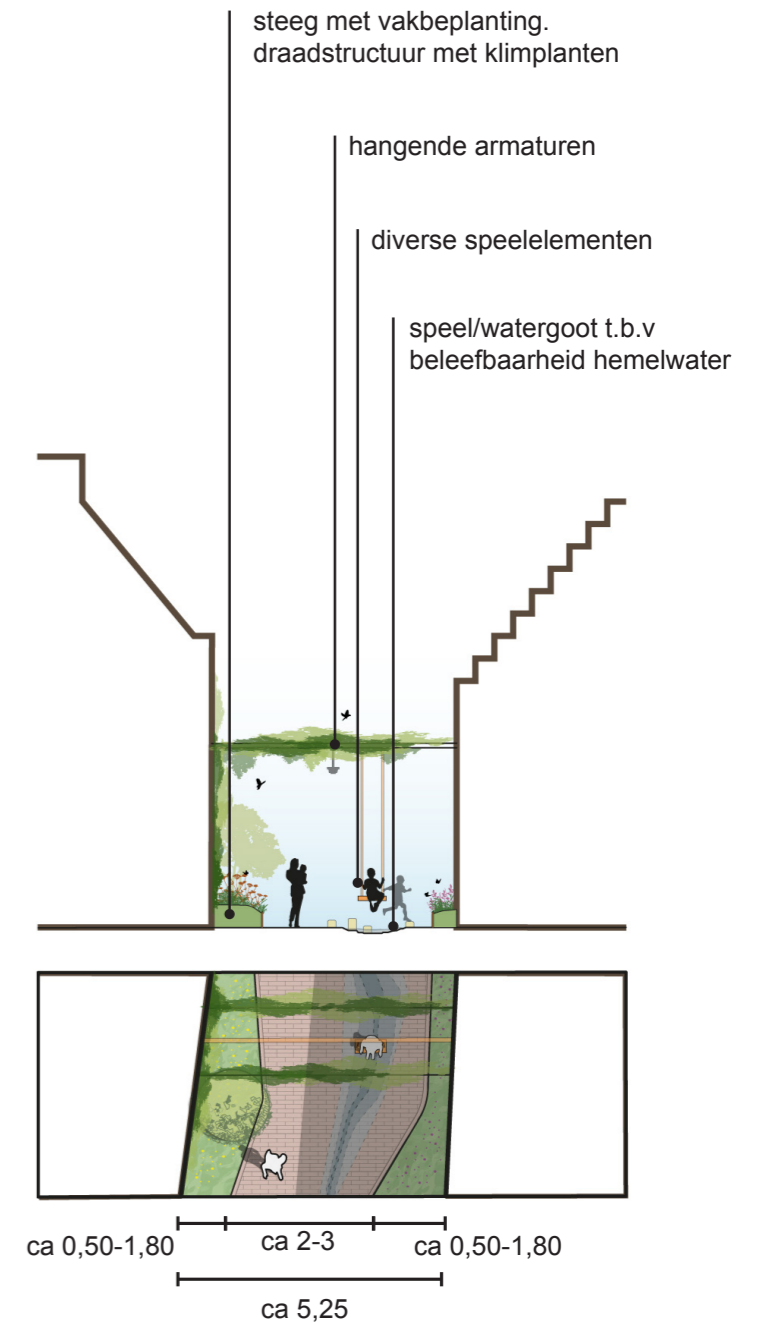 steeg met vakbeplanting.
draadstructuur met klimplanten
hangende armaturen
diverse speelelementen
speel/watergoot t.b.v
beleefbaarheid hemelwater
ca 0,50-1,80
ca 2-3
ca 0,50-1,80
ca 5,25